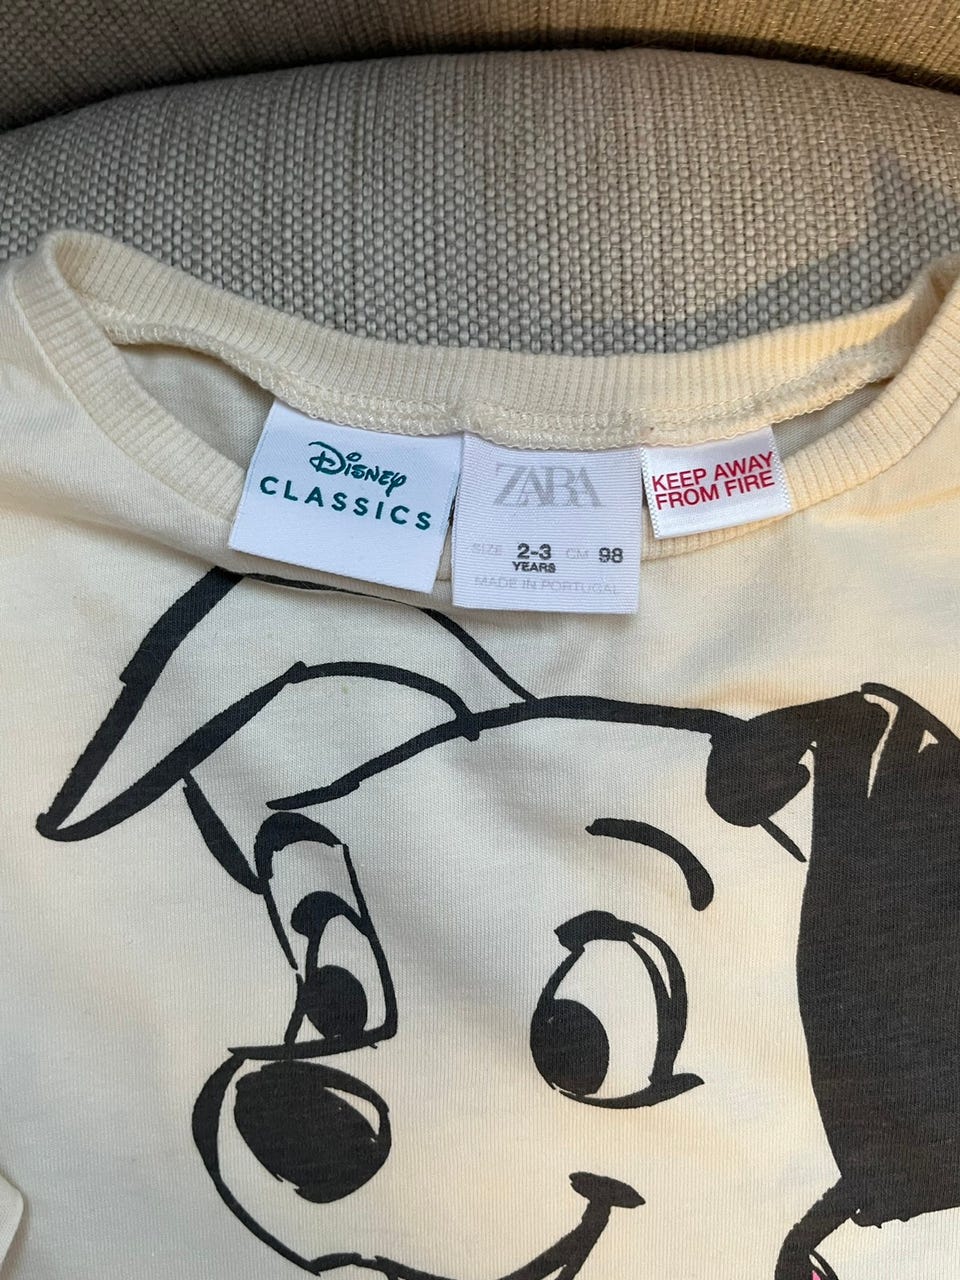 Disney
CLASSICS
ZARA
SIZE 2-3 CM 98
YEARS
MADE IN PORTUGAL
KEEP AWAY
FROM FIRE